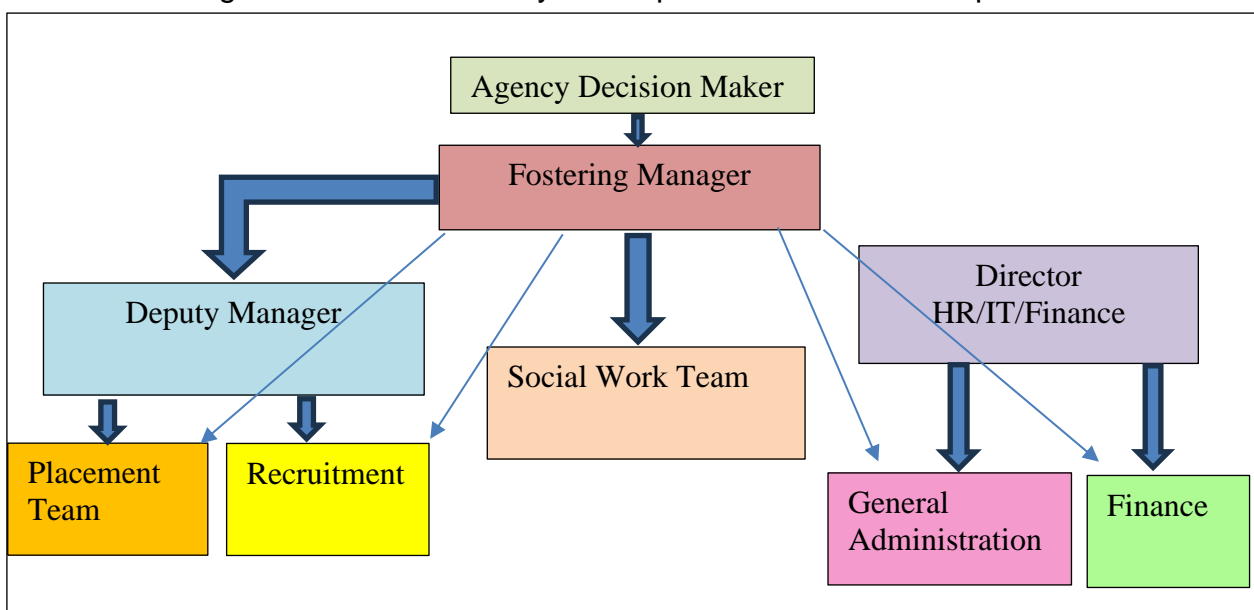 Agency Decision Maker
Fostering Manager
Deputy Manager
Director
HR/IT/Finance
Social Work Team
Placement
Team
Recruitment
General
Administration
Finance